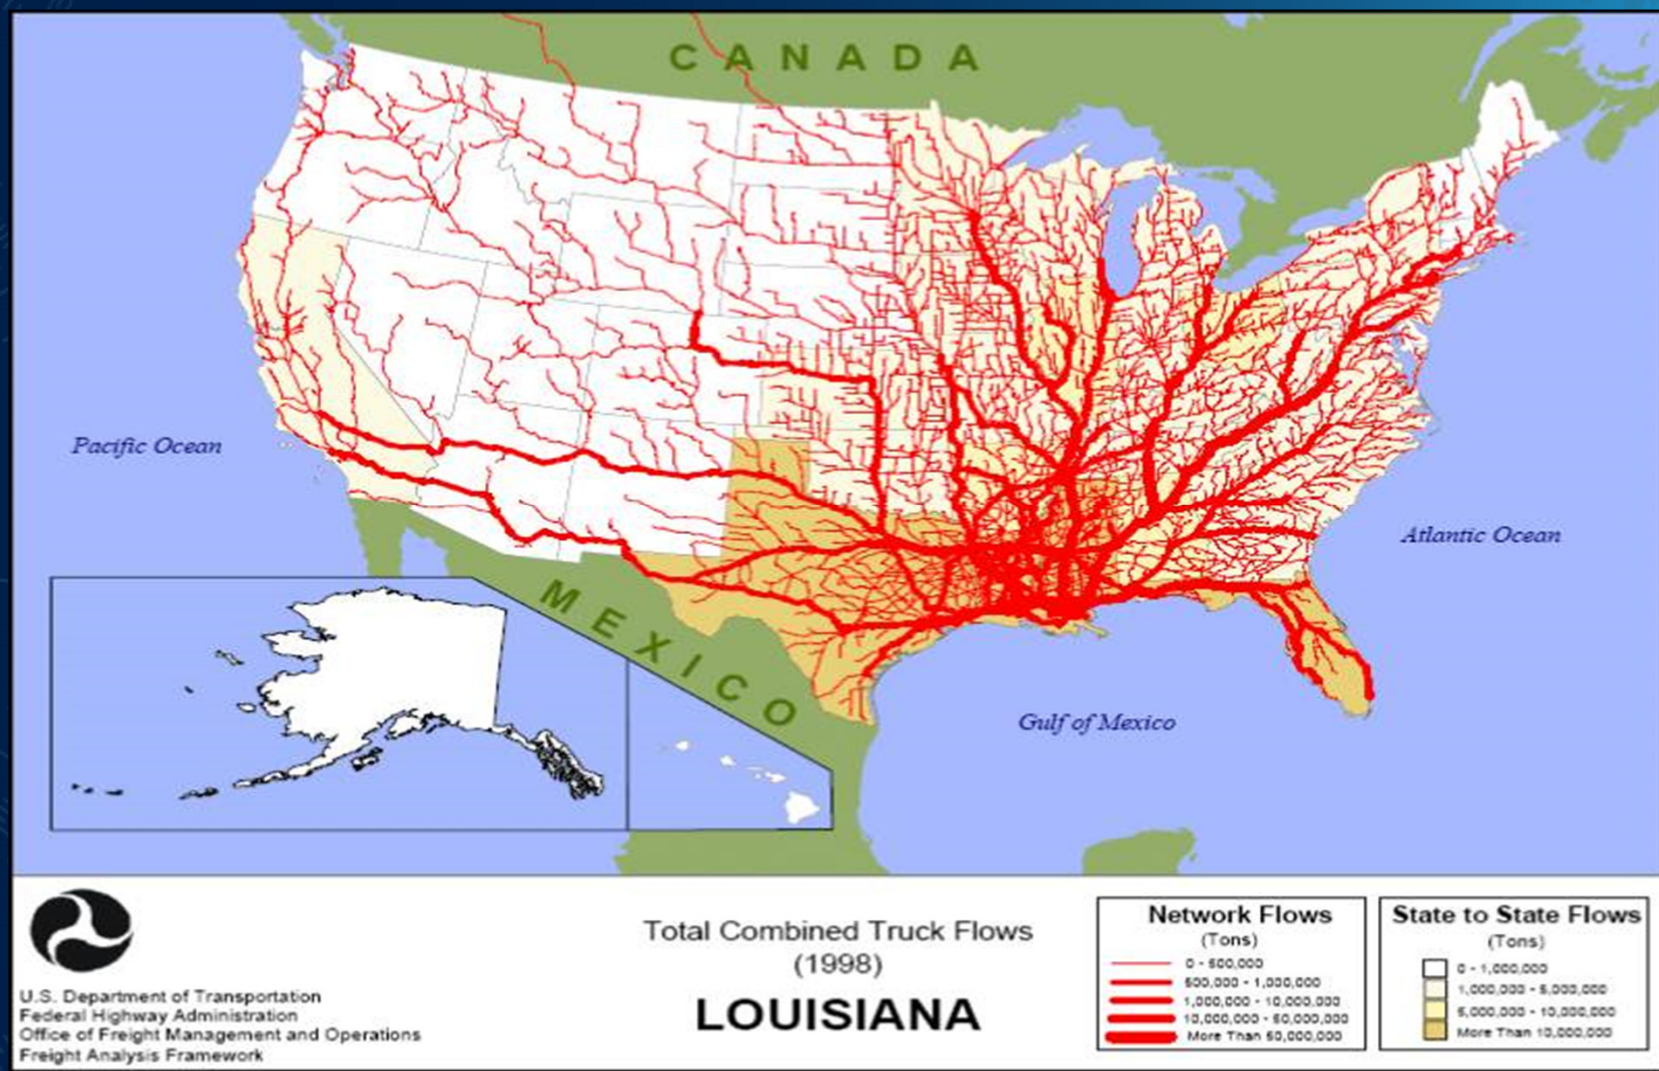 CANADA
Pacific Ocean
Atlantic Ocean
MEXICO
Gulf of Mexico
U.S. Department of Transportation
Federal Highway Administration
Office of Freight Management and Operations
Freight Analysis Framework
Total Combined Truck Flows
(1998)
LOUISIANA
Network Flows
(Tons)
0 - 500,000
500,000 - 1,000,000
1,000,000 - 10,000,000
10,000,000 - 50,000,000
More Than 50,000,000
State to State Flows
(Tons)
0 - 1,000,000
1,000,000 - 5,000,000
5,000,000 - 10,000,000
More Than 10,000,000